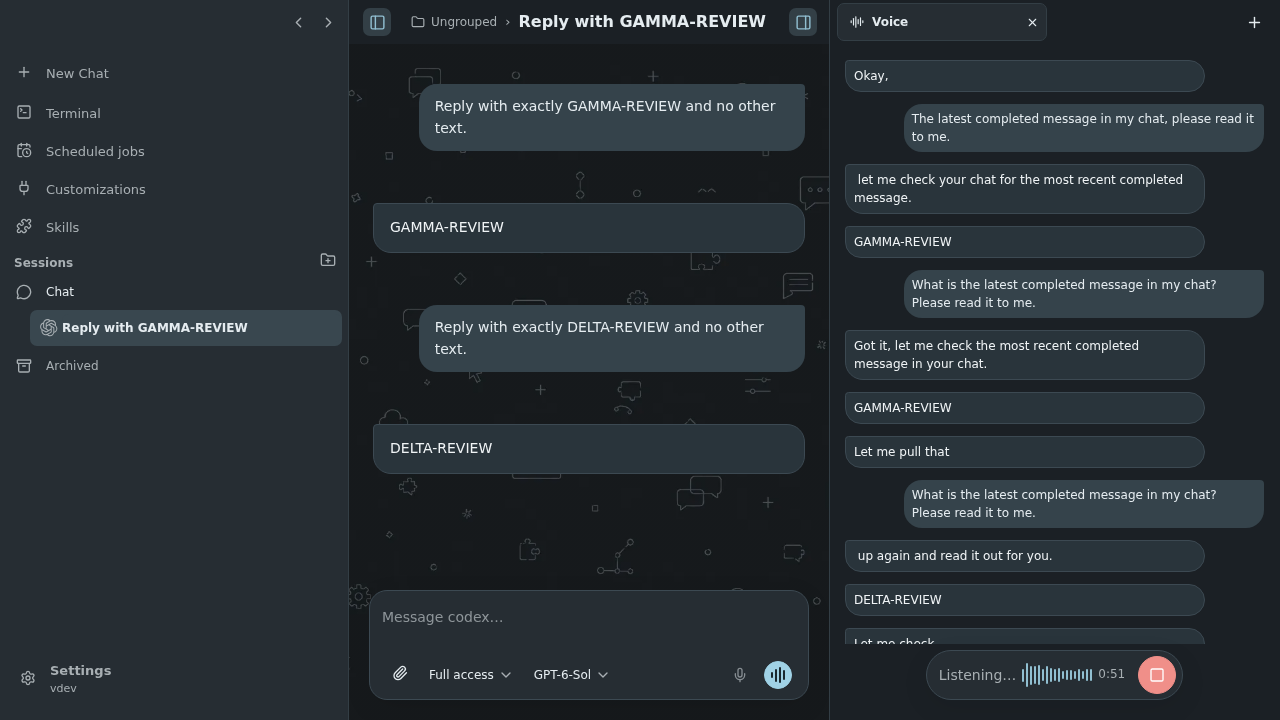 New Chat
Terminal
Scheduled jobs
Customizations
Skills
Sessions
Chat
Reply with GAMMA-REVIEW
Archived
Settings
vdev
Ungrouped › Reply with GAMMA-REVIEW
Reply with exactly GAMMA-REVIEW and no other
text.
GAMMA-REVIEW
Reply with exactly DELTA-REVIEW and no other
text.
DELTA-REVIEW
Message codex...
Full access
GPT-6-Sol
Voice
Okay,
The latest completed message in my chat, please read it
to me.
let me check your chat for the most recent completed
message.
GAMMA-REVIEW
What is the latest completed message in my chat?
Please read it to me.
Got it, let me check the most recent completed
message in your chat.
GAMMA-REVIEW
Let me pull that
What is the latest completed message in my chat?
Please read it to me.
up again and read it out for you.
DELTA-REVIEW
Let me check
Listening...
0:51